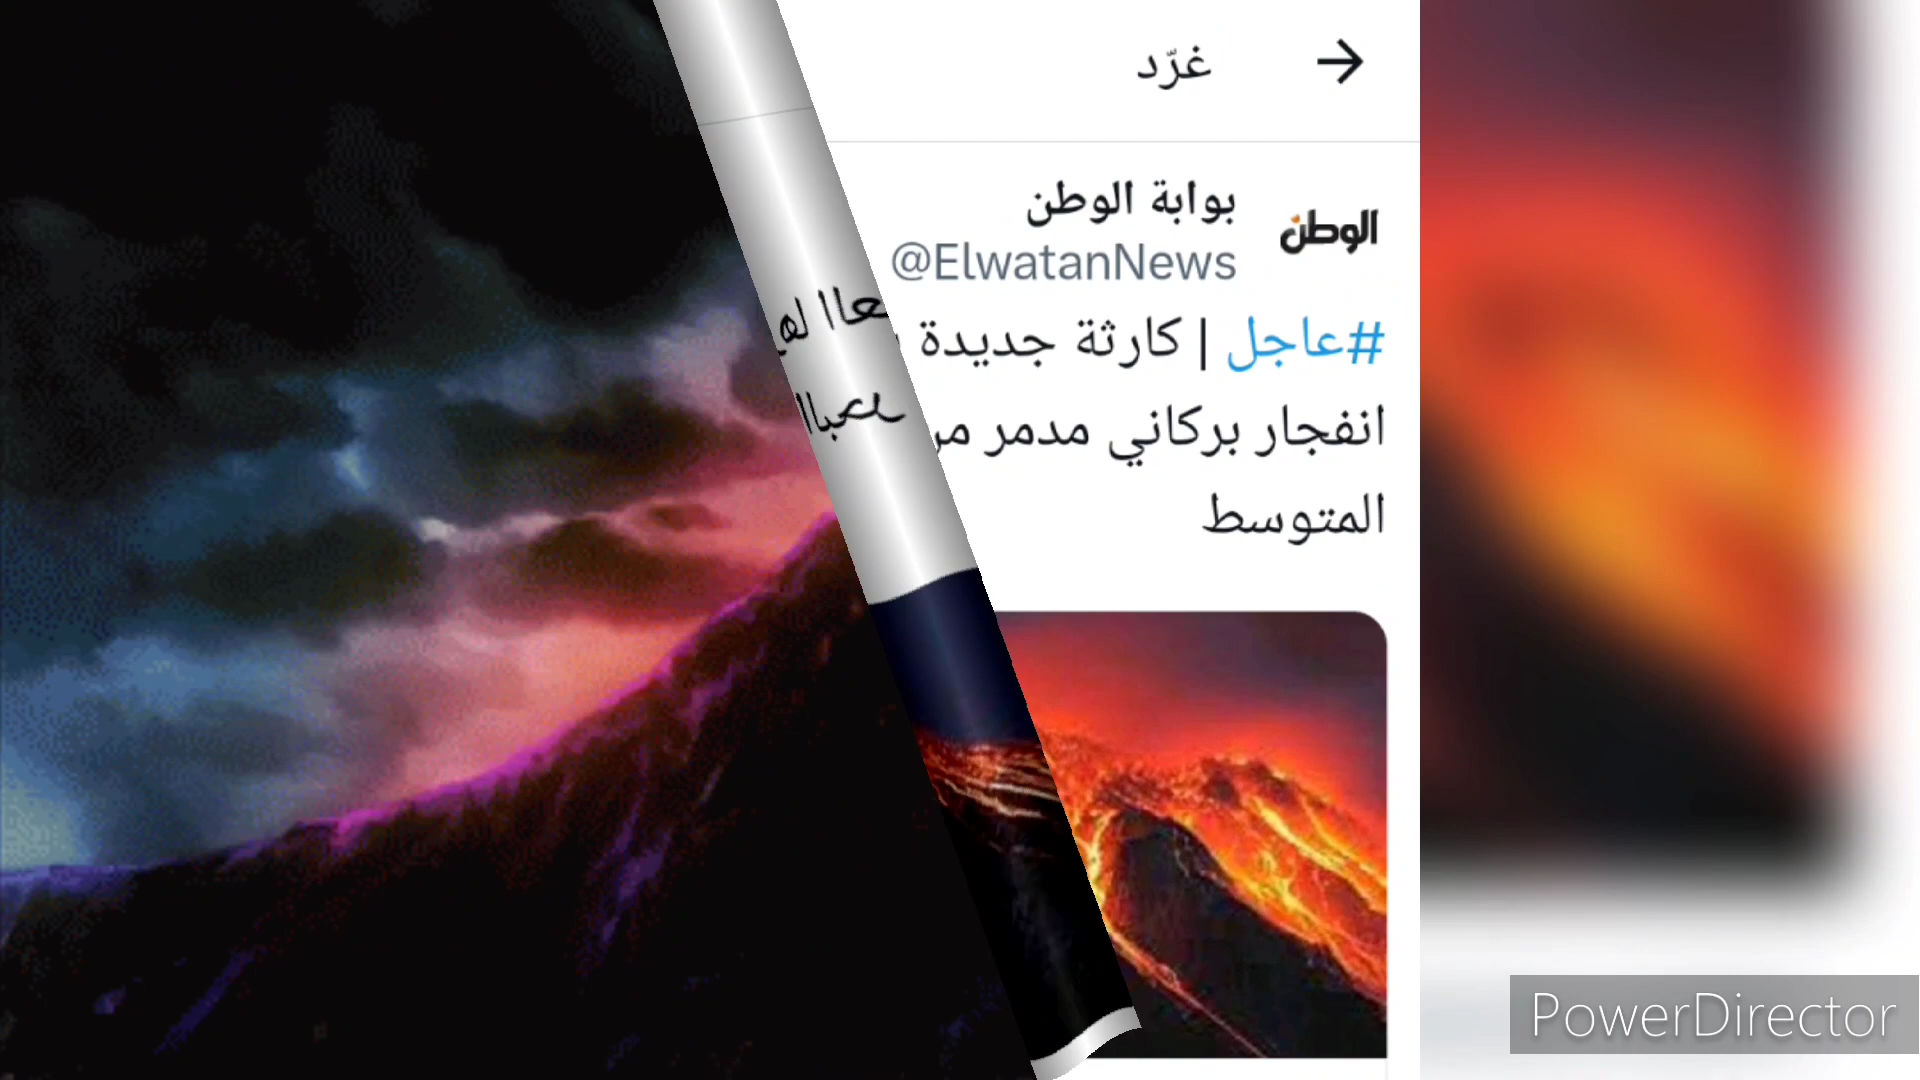 غرّد
بوابة الوطن
الوطن
@ElwatanNews
#عاجل | كارثة جديدة
انفجار بركاني مدمر
المتوسط
PowerDirector